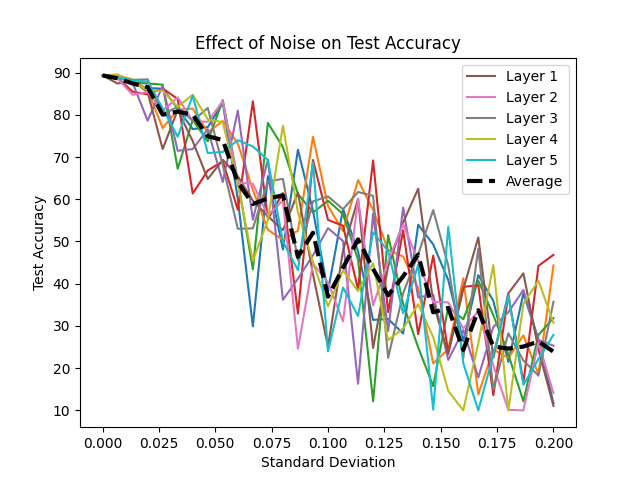 Effect of Noise on Test Accuracy
Test Accuracy
90
80
70
60
50
40
30
20
10
Layer 1
Layer 2
Layer 3
Layer 4
Layer 5
Average
0.000
0.025
0.050
0.075
0.100
0.125
0.150
0.175
0.200
Standard Deviation